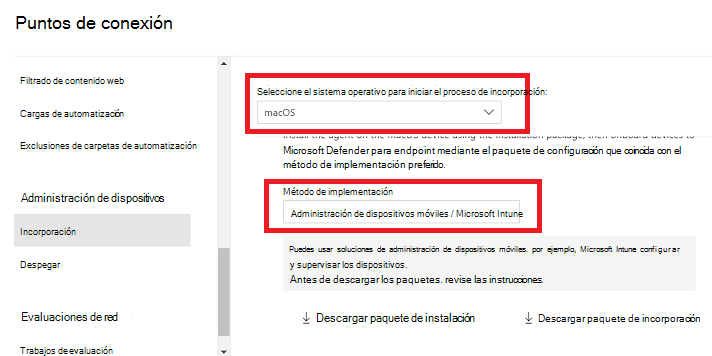 Puntos de conexión
Filtrado de contenido web
Cargas de automatización
Exclusiones de carpetas de automatización
Administración de dispositivos
Incorporación
Despegar
Evaluaciones de red
Trabajos de evaluación
Seleccione el sistema operativo para iniciar el proceso de incorporación:
macOS
Install the agent on the macOS device using the installation package, then onboard devices to
Microsoft Defender para endpoint mediante el paquete de configuración que coincida con el
método de implementación preferido.
Método de implementación
Administración de dispositivos móviles / Microsoft Intune
Puedes usar soluciones de administración de dispositivos móviles. por ejemplo, Microsoft Intune configurar
y supervisar los dispositivos.
Antes de descargar los paquetes. revise las instrucciones.
Descargar paquete de instalación
Descargar paquete de incorporación